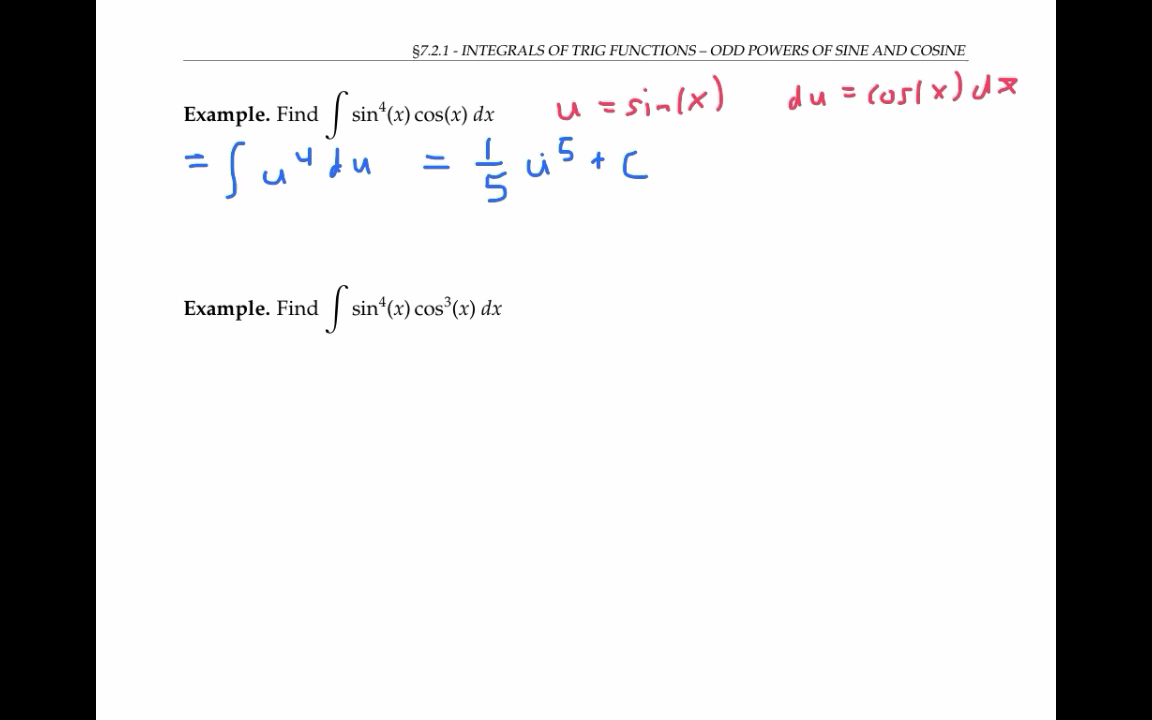 §7.2.1 - INTEGRALS OF TRIG FUNCTIONS – ODD POWERS OF SINE AND COSINE
Example. Find ∫ sin⁴(x) cos(x) dx u = sin(x) du = cos(x) dx
= ∫ u⁴ du = 1/5 u⁵ + C
Example. Find ∫ sin⁴(x) cos³(x) dx